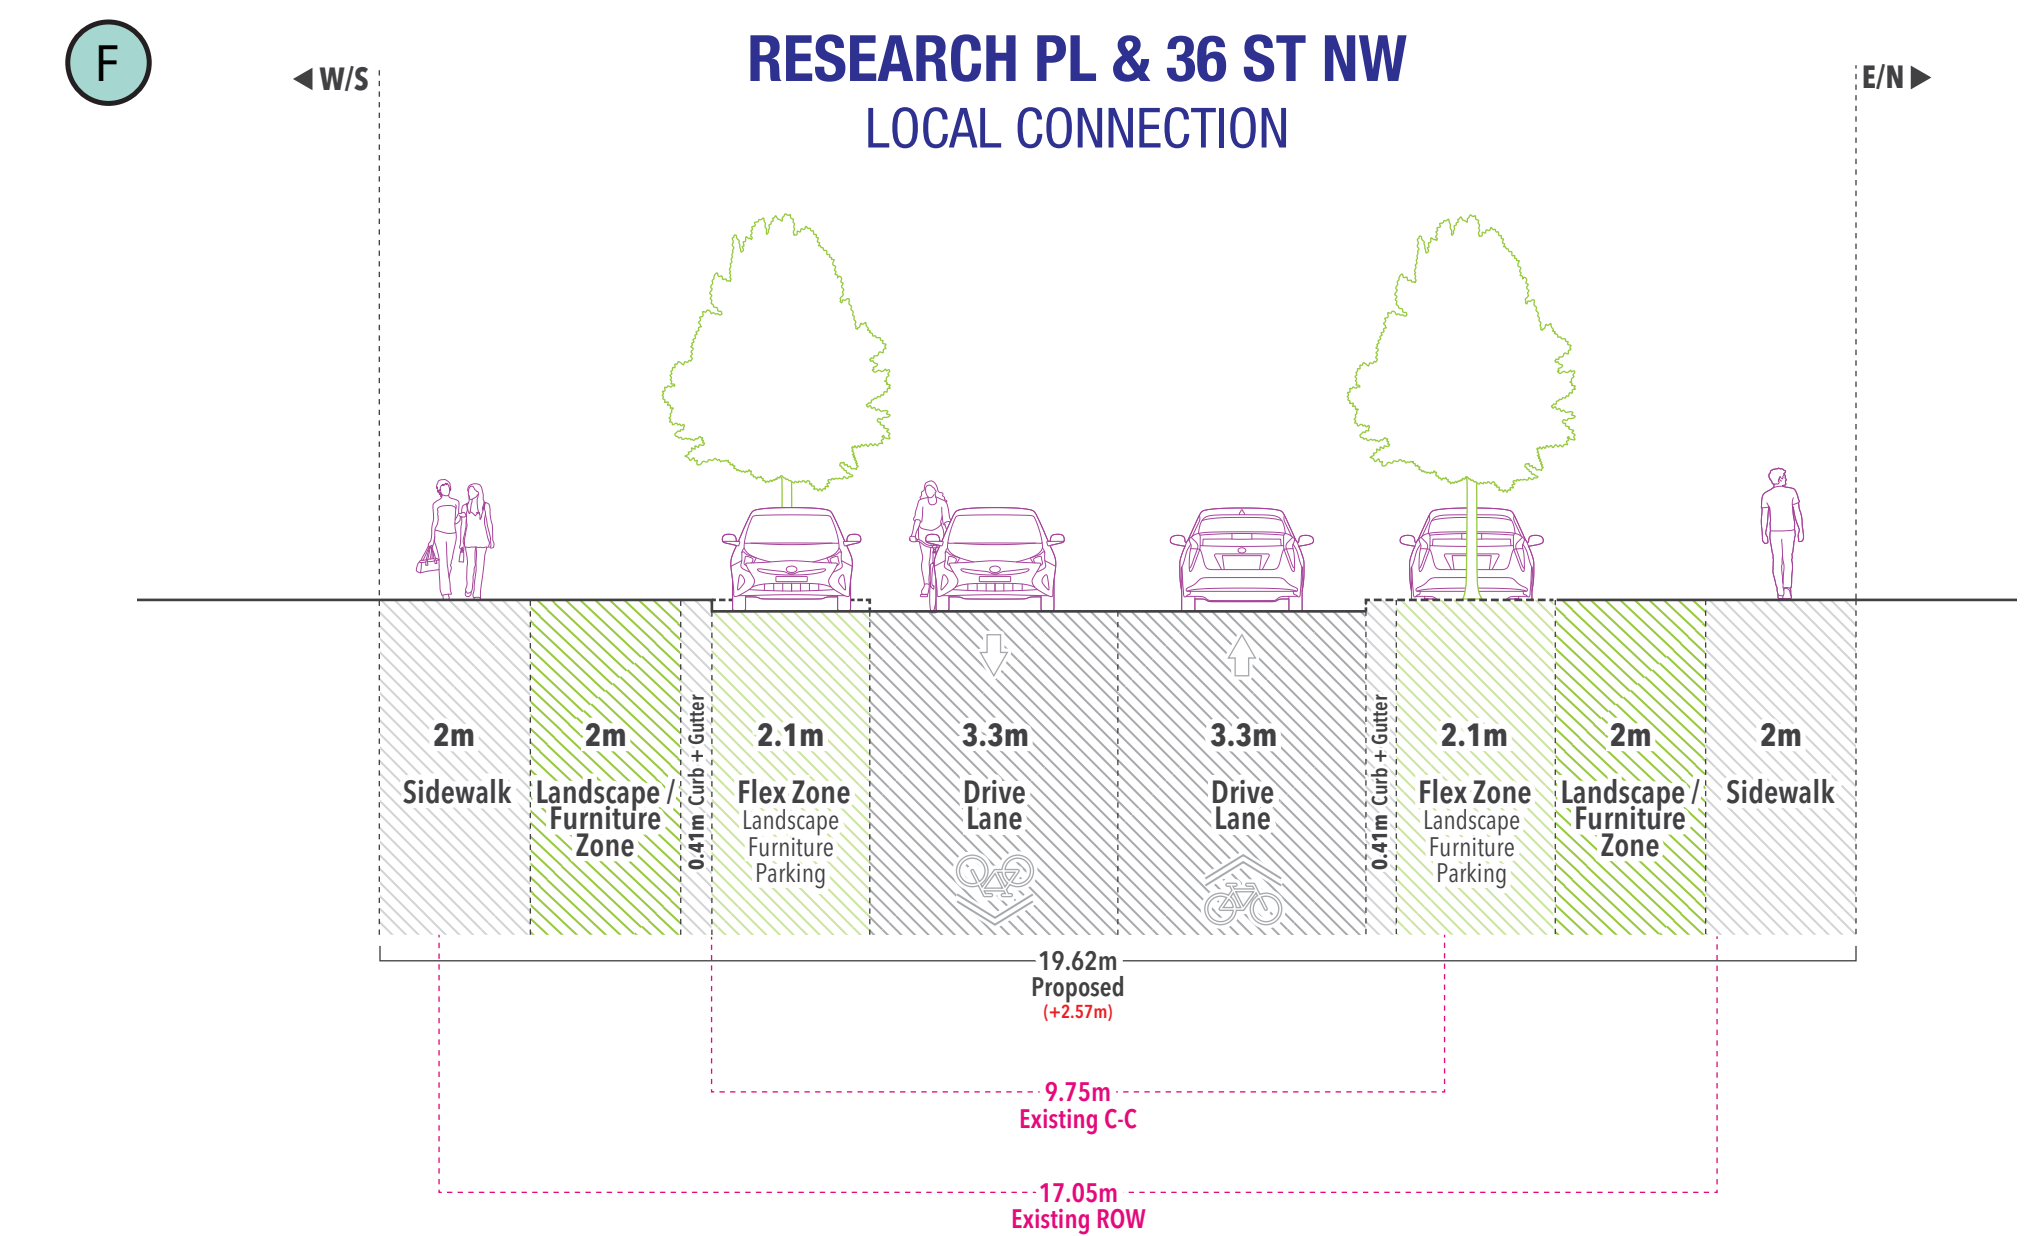 F
RESEARCH PL & 36 ST NW
LOCAL CONNECTION
W/S
E/N
2m
Sidewalk
2m
Landscape /
Furniture
Zone
0.41m Curb + Gutter
2.1m
Flex Zone
Landscape
Furniture
Parking
3.3m
Drive
Lane
3.3m
Drive
Lane
0.41m Curb + Gutter
2.1m
Flex Zone
Landscape
Furniture
Parking
2m
Landscape /
Furniture
Zone
2m
Sidewalk
19.62m
Proposed
(+2.57m)
9.75m
Existing C-C
17.05m
Existing ROW